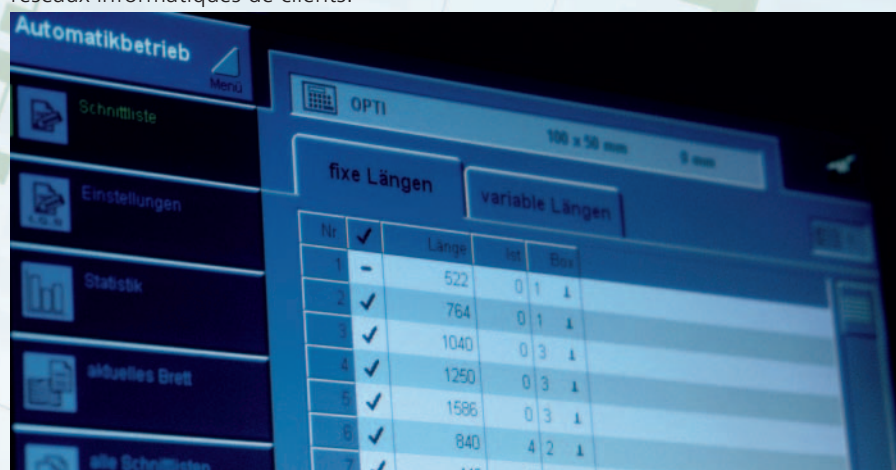 réseaux informatiques de clients.
Automatikbetrieb
Menü
Schnittliste
Einstellungen
Statistik
aktuelles Brett
alle Schnittlisten
OPTI
100 x 50 mm
0 mm
fixe Längen
variable Längen
Nr ✓ Länge ist Box
1 – 522 0 1
2 ✓ 764 0 1
3 ✓ 1040 0 3
4 ✓ 1250 0 3
5 ✓ 1586 0 3
6 ✓ 840 4 2
7 ✓